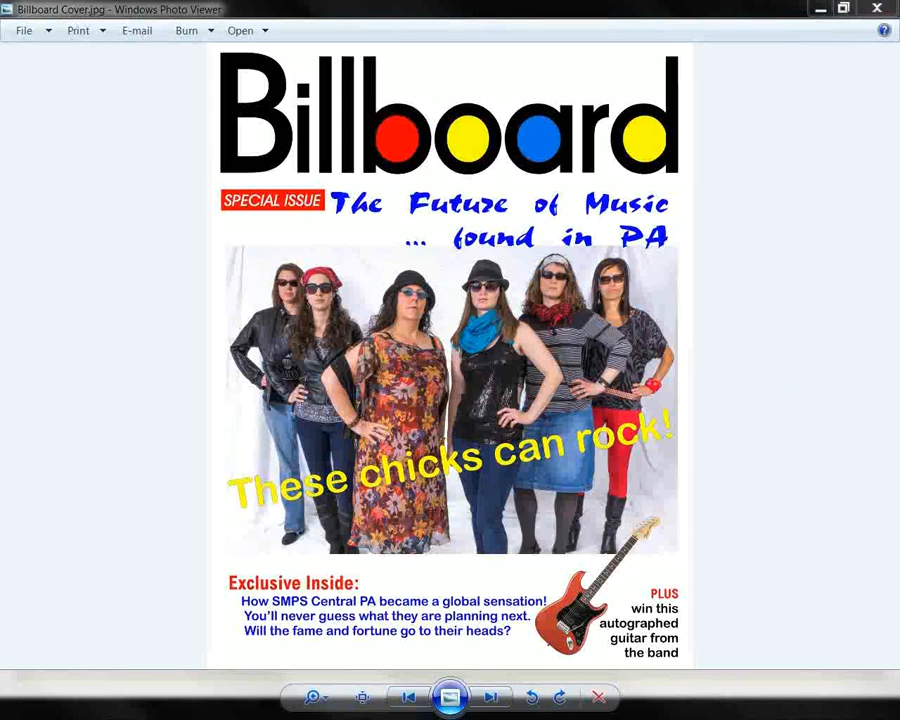 Billboard Cover.jpg - Windows Photo Viewer
File Print E-mail Burn Open
Billboard
SPECIAL ISSUE The Future of Music
... found in PA
These chicks can rock!
Exclusive Inside:
How SMPS Central PA became a global sensation!
You'll never guess what they are planning next.
Will the fame and fortune go to their heads?
PLUS
win this
autographed
guitar from
the band